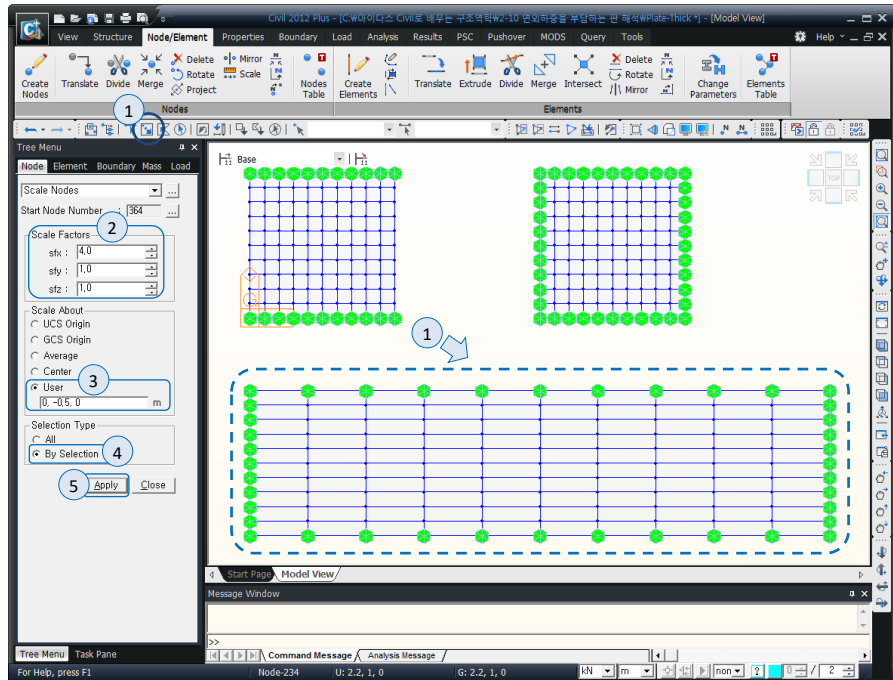 Civil 2012 Plus - [C:₩마이다스 Civil로 배우는 구조역학₩2-10 면외하중을 부담하는 판 해석₩Plate-Thick *] - [Model View]
View Structure Node/Element Properties Boundary Load Analysis Results PSC Pushover MODS Query Tools Help
Create Nodes
Translate
Divide
Merge
Delete
Rotate
Project
Mirror
Scale
Nodes Table
Create Elements
Translate
Extrude
Divide
Merge
Intersect
Delete
Rotate
Mirror
Change Parameters
Elements Table
Nodes
Elements
1
Tree Menu
Node Element Boundary Mass Load
Scale Nodes
...
Start Node Number : 364
...
2
Scale Factors
sfx : 4,0
sfy : 1,0
sfz : 1,0
Scale About
UCS Origin
GCS Origin
Average
Center
3
User
0, -0,5, 0 m
Selection Type
All
By Selection
4
5
Apply Close
Base
TOP
1
Start Page Model View
Message Window
>>
Command Message Analysis Message
Tree Menu Task Pane
For Help, press F1
Node-234
U: 2.2, 1, 0
G: 2.2, 1, 0
kN
m
non
?
0
/ 2